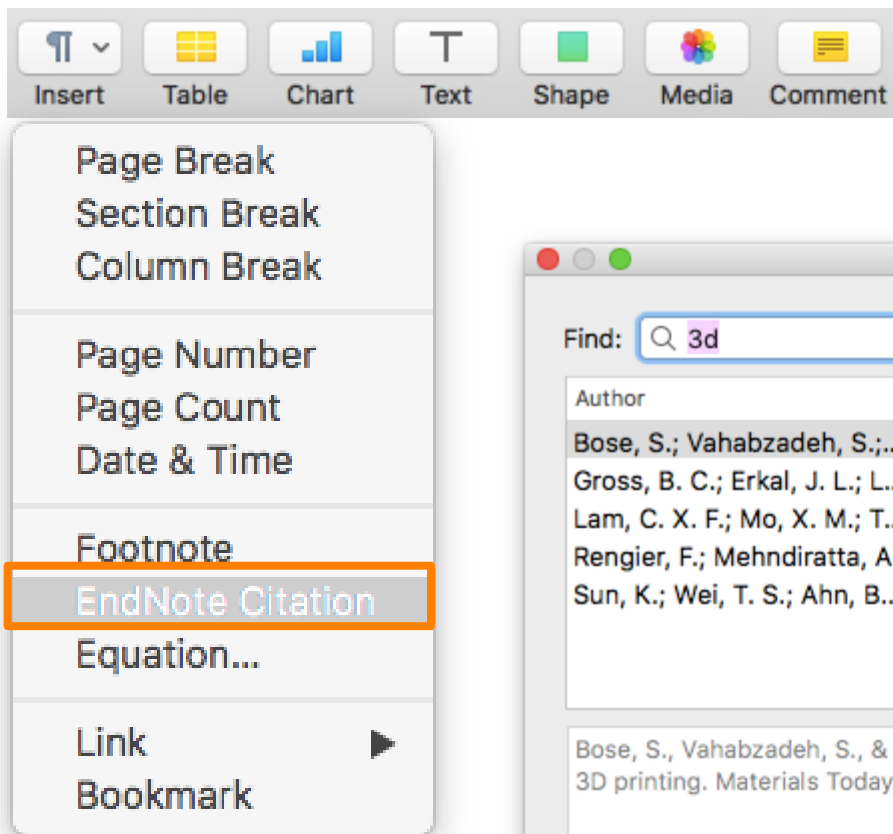 Insert Table Chart Text Shape Media Comment
Page Break
Section Break
Column Break
Page Number
Page Count
Date & Time
Footnote
EndNote Citation
Equation...
Link
Bookmark
Find: 3d
Author
Bose, S.; Vahabzadeh, S.;..
Gross, B. C.; Erkal, J. L.; L..
Lam, C. X. F.; Mo, X. M.; T..
Rengier, F.; Mehndiratta, A
Sun, K.; Wei, T. S.; Ahn, B..
Bose, S., Vahabzadeh, S., &
3D printing. Materials Today